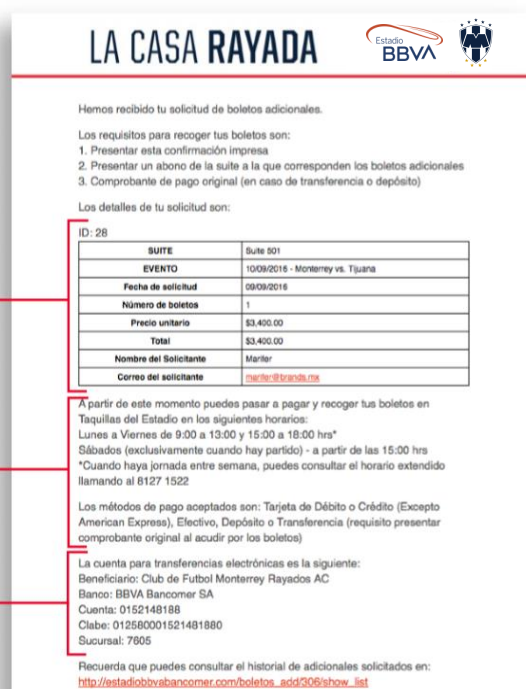 LA CASA RAYADA
Estadio
BBVA
Hemos recibido tu solicitud de boletos adicionales.
Los requisitos para recoger tus boletos son:
1. Presentar esta confirmación impresa
2. Presentar un abono de la suite a la que corresponden los boletos adicionales
3. Comprobante de pago original (en caso de transferencia o depósito)
Los detalles de tu solicitud son:
ID: 28
SUITE Suite 501
EVENTO 10/09/2016 - Monterrey vs. Tijuana
Fecha de solicitud 09/09/2016
Número de boletos 1
Precio unitario $3,400.00
Total $3,400.00
Nombre del Solicitante Marifer
Correo del solicitante marifer@brands.mx
A partir de este momento puedes pasar a pagar y recoger tus boletos en
Taquillas del Estadio en los siguientes horarios:
Lunes a Viernes de 9:00 a 13:00 y 15:00 a 18:00 hrs*
Sábados (exclusivamente cuando hay partido) - a partir de las 15:00 hrs
*Cuando haya jornada entre semana, puedes consultar el horario extendido
llamando al 8127 1522
Los métodos de pago aceptados son: Tarjeta de Débito o Crédito (Excepto
American Express), Efectivo, Depósito o Transferencia (requisito presentar
comprobante original al acudir por los boletos)
La cuenta para transferencias electrónicas es la siguiente:
Beneficiario: Club de Futbol Monterrey Rayados AC
Banco: BBVA Bancomer SA
Cuenta: 0152148188
Clabe: 012580001521481880
Sucursal: 7605
Recuerda que puedes consultar el historial de adicionales solicitados en:
http://estadiobbvabancomer.com/boletos_add/306/show_list